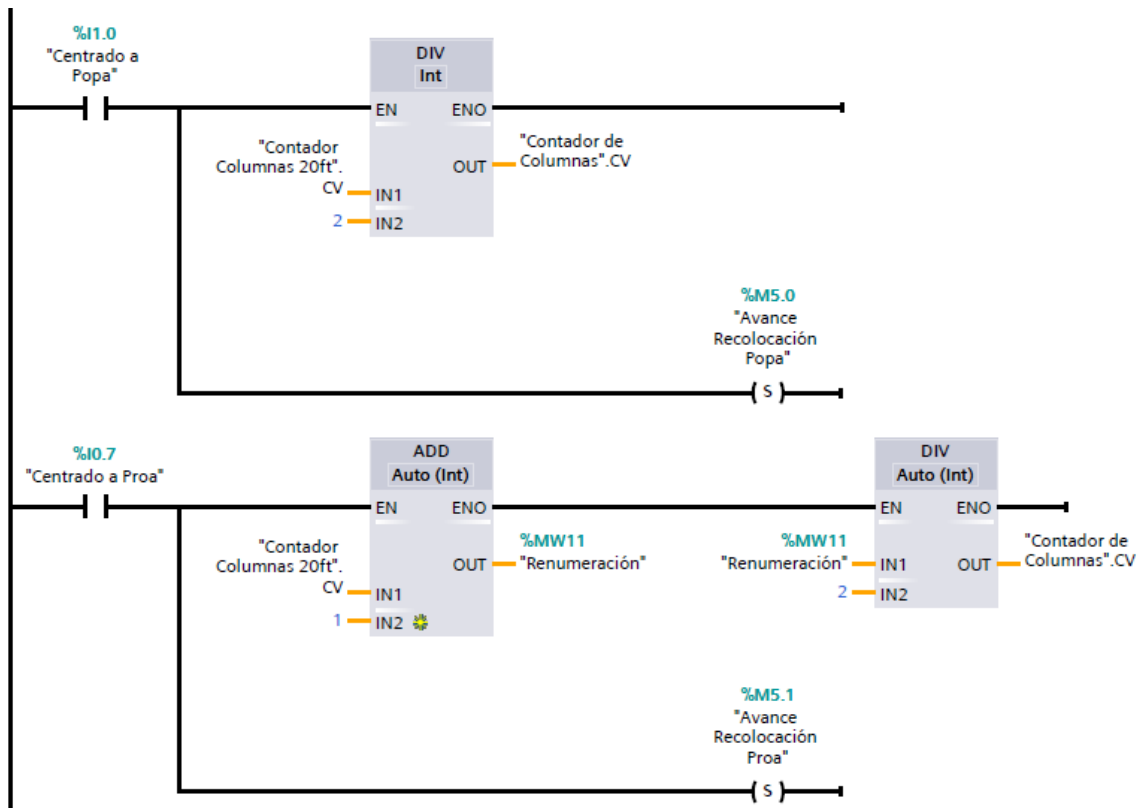 %I1.0
"Centrado a
Popa"
DIV
Int
EN ENO
"Contador
Columnas 20ft".
CV
IN1
2
IN2
OUT
"Contador de
Columnas".CV
%M5.0
"Avance
Recolocación
Popa"
S
%I0.7
"Centrado a Proa"
ADD
Auto (Int)
EN ENO
"Contador
Columnas 20ft".
CV
IN1
1
IN2
OUT
%MW11
"Renumeración"
DIV
Auto (Int)
EN ENO
%MW11
"Renumeración"
IN1
2
IN2
OUT
"Contador de
Columnas".CV
%M5.1
"Avance
Recolocación
Proa"
S